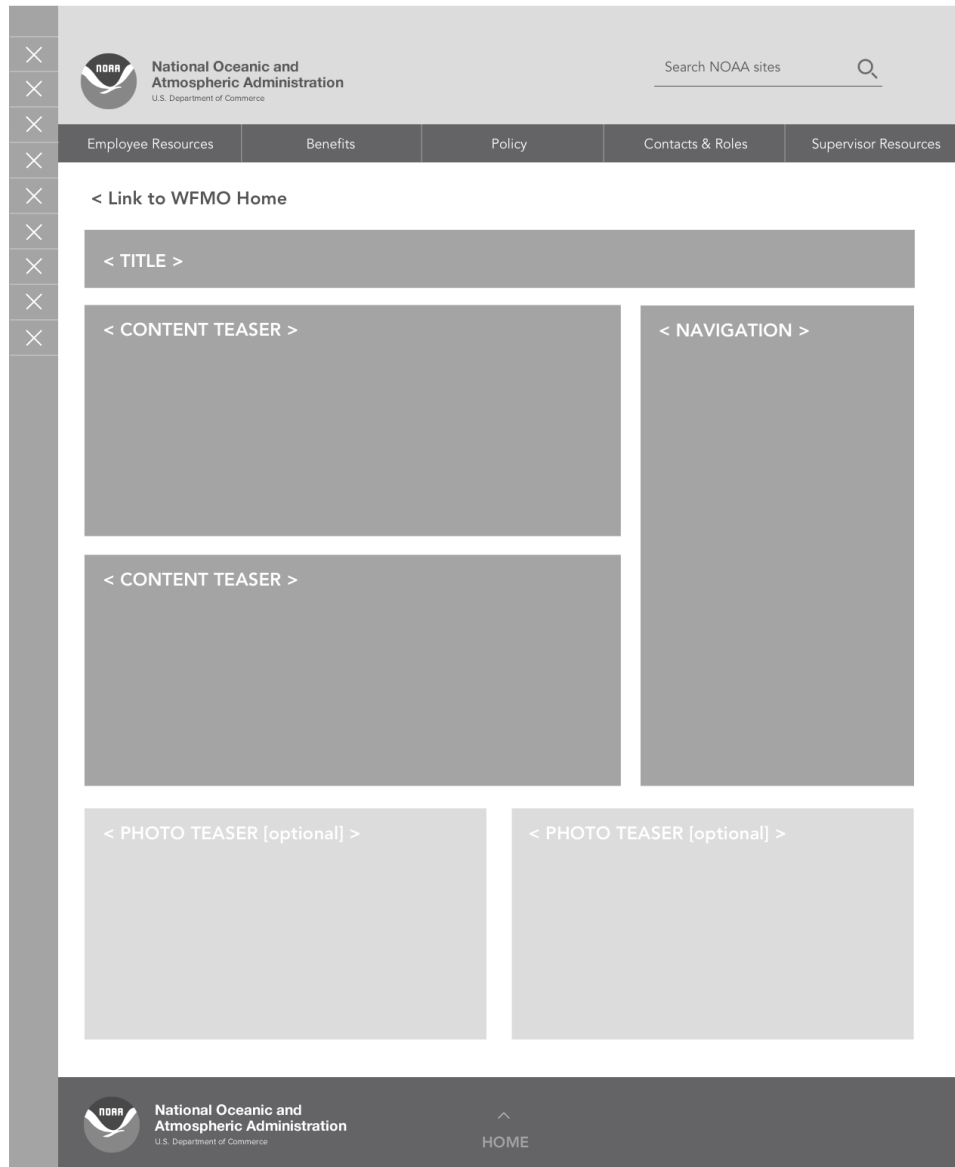 NOAA
National Oceanic and
Atmospheric Administration
U.S. Department of Commerce
Search NOAA sites
Employee Resources
Benefits
Policy
Contacts & Roles
Supervisor Resources
< Link to WFMO Home
< TITLE >
< CONTENT TEASER >
< NAVIGATION >
< CONTENT TEASER >
< PHOTO TEASER [optional] >
< PHOTO TEASER [optional] >
NOAA
National Oceanic and
Atmospheric Administration
U.S. Department of Commerce
HOME